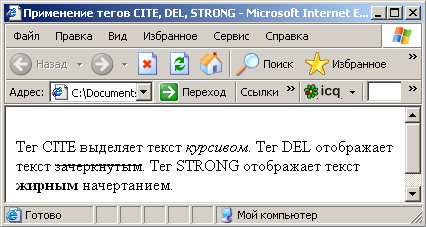 Применение тегов CITE, DEL, STRONG - Microsoft Internet E...
Файл Правка Вид Избранное Сервис Справка »
Назад Поиск Избранное »
Адрес: C:\Documents Переход Ссылки » icq »
Тег CITE выделяет текст курсивом. Тег DEL отображает
текст зачеркнутым. Тег STRONG отображает текст
жирным начертанием.
Готово Мой компьютер